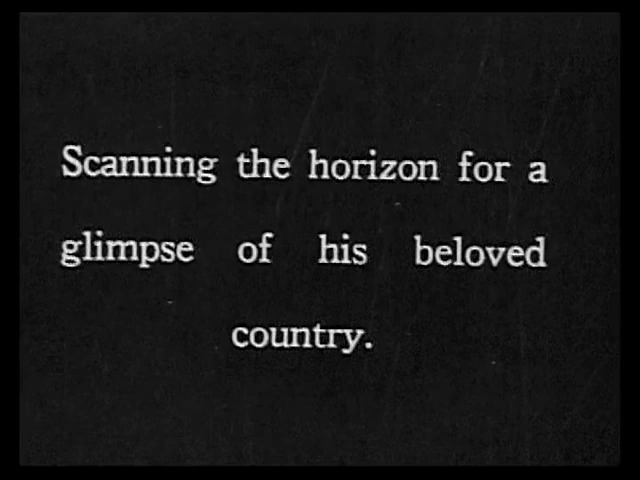 Scanning the horizon for a
glimpse of his beloved
country.